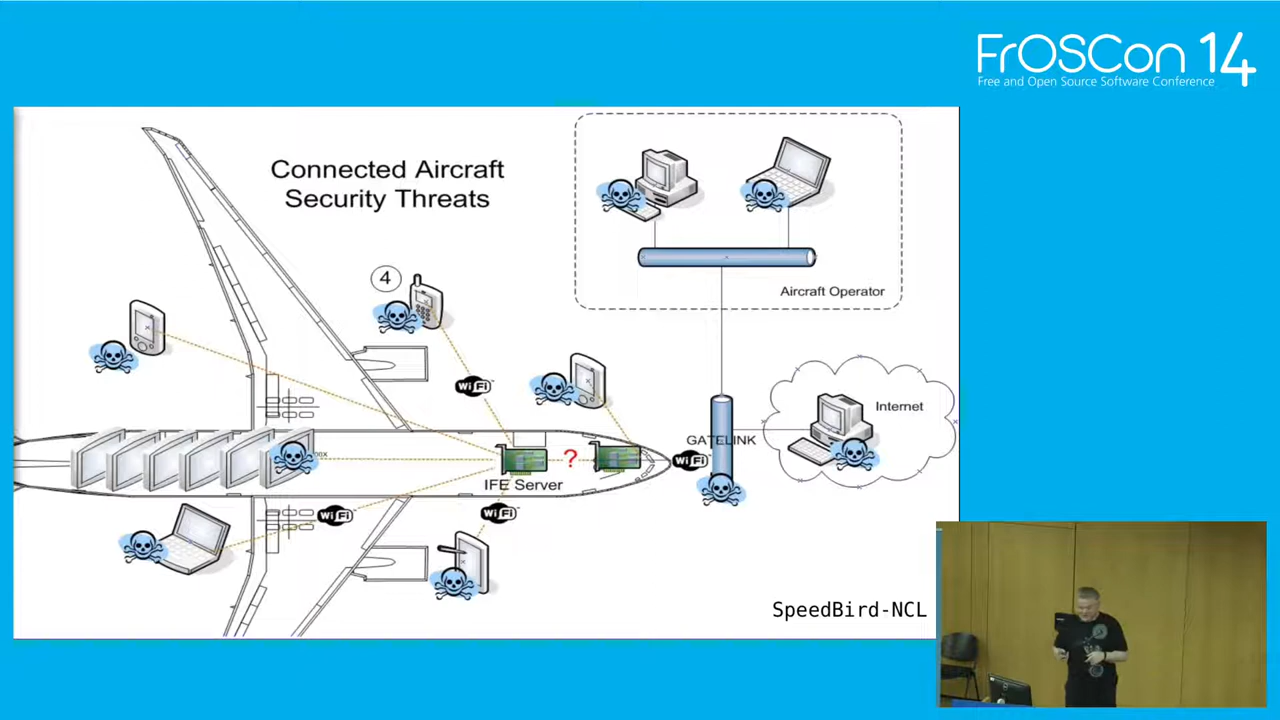 FrOSCon 14
Free and Open Source Software Conference
Connected Aircraft
Security Threats
4
Aircraft Operator
WiFi
Internet
GATELINK
WiFi
?
IFE Server
WiFi
WiFi
SpeedBird-NCL